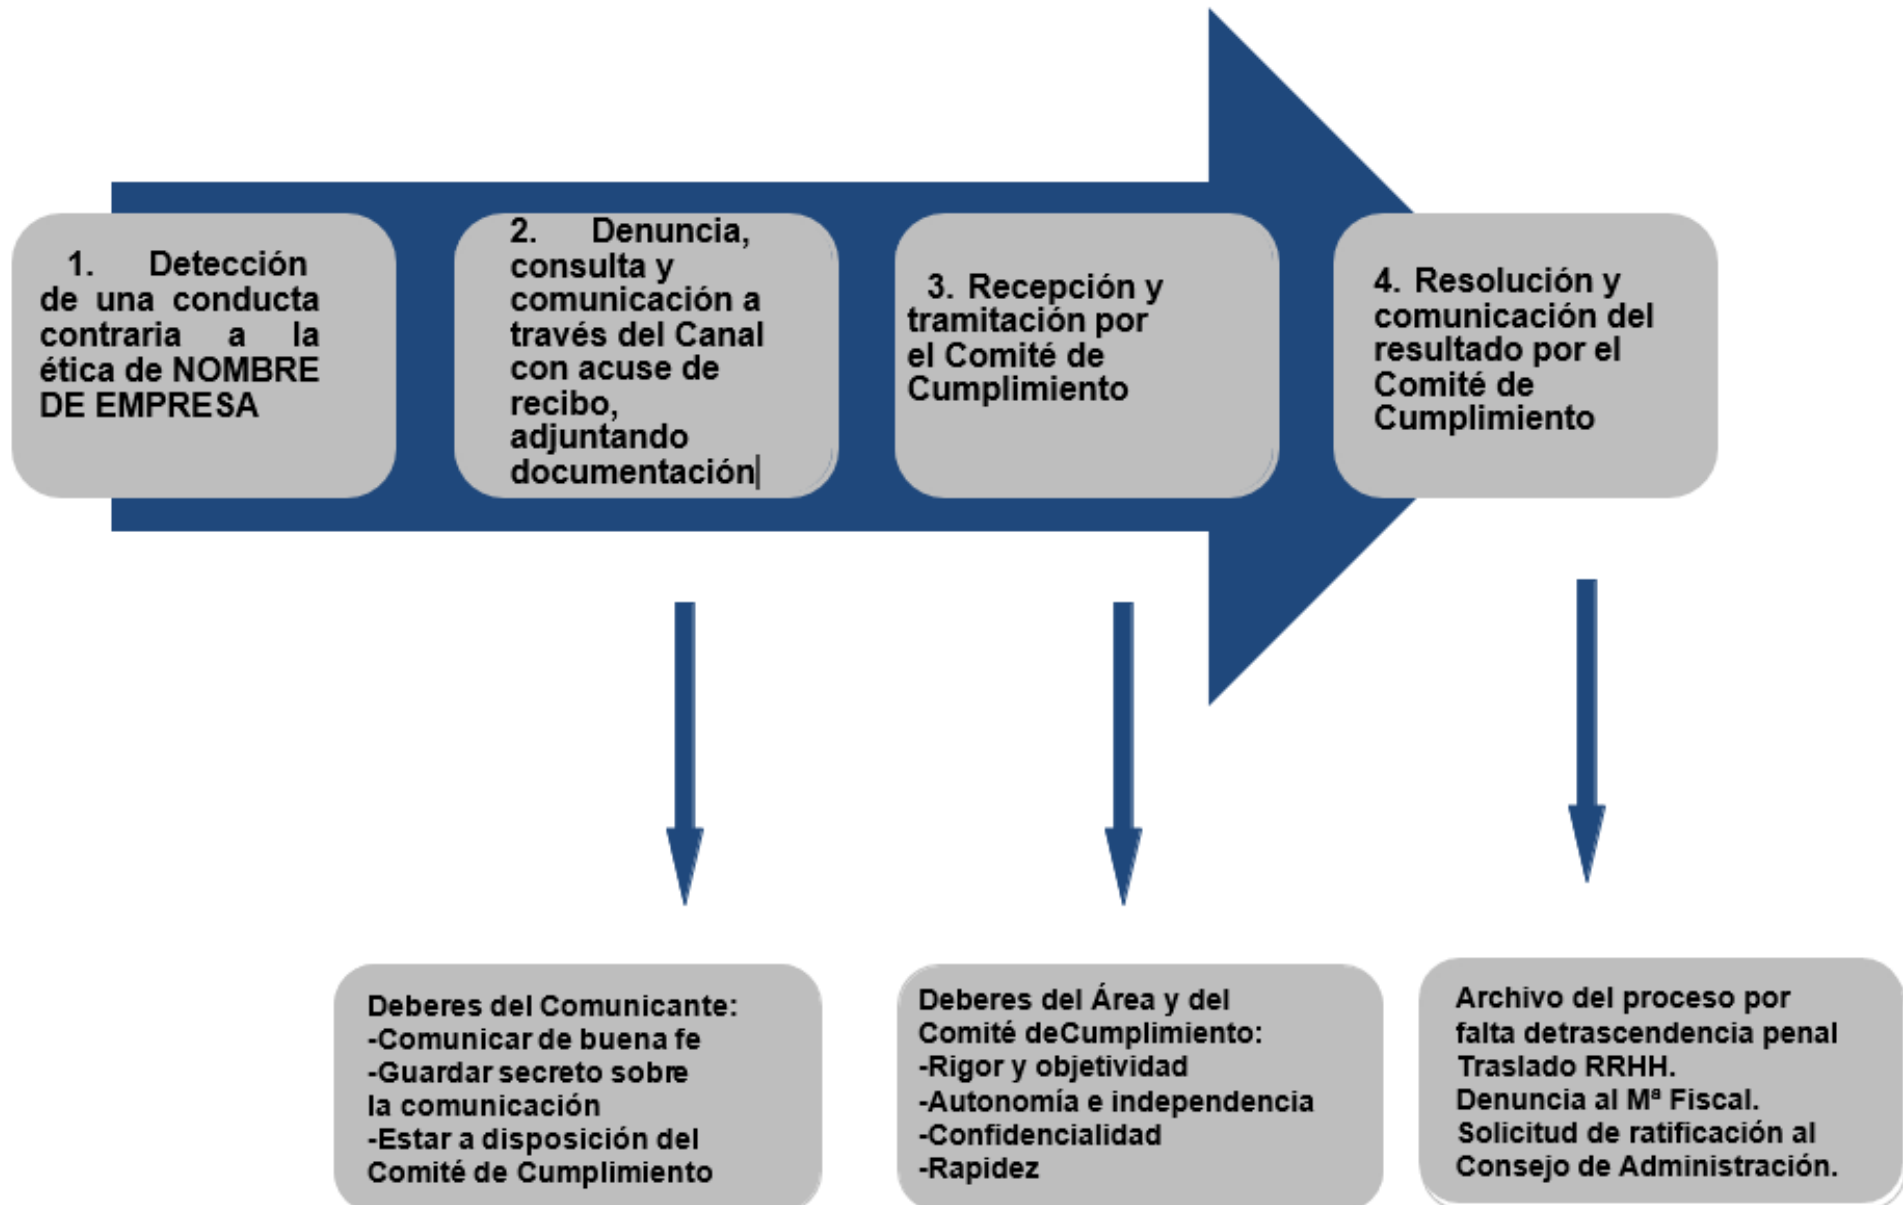 1. Detección
de una conducta
contraria a la
ética de NOMBRE
DE EMPRESA
2. Denuncia,
consulta y
comunicación a
través del Canal
con acuse de
recibo,
adjuntando
documentación
3. Recepción y
tramitación por
el Comité de
Cumplimiento
4. Resolución y
comunicación del
resultado por el
Comité de
Cumplimiento
Deberes del Comunicante:
-Comunicar de buena fe
-Guardar secreto sobre
la comunicación
-Estar a disposición del
Comité de Cumplimiento
Deberes del Área y del
Comité deCumplimiento:
-Rigor y objetividad
-Autonomía e independencia
-Confidencialidad
-Rapidez
Archivo del proceso por
falta detrascendencia penal
Traslado RRHH.
Denuncia al Mª Fiscal.
Solicitud de ratificación al
Consejo de Administración.